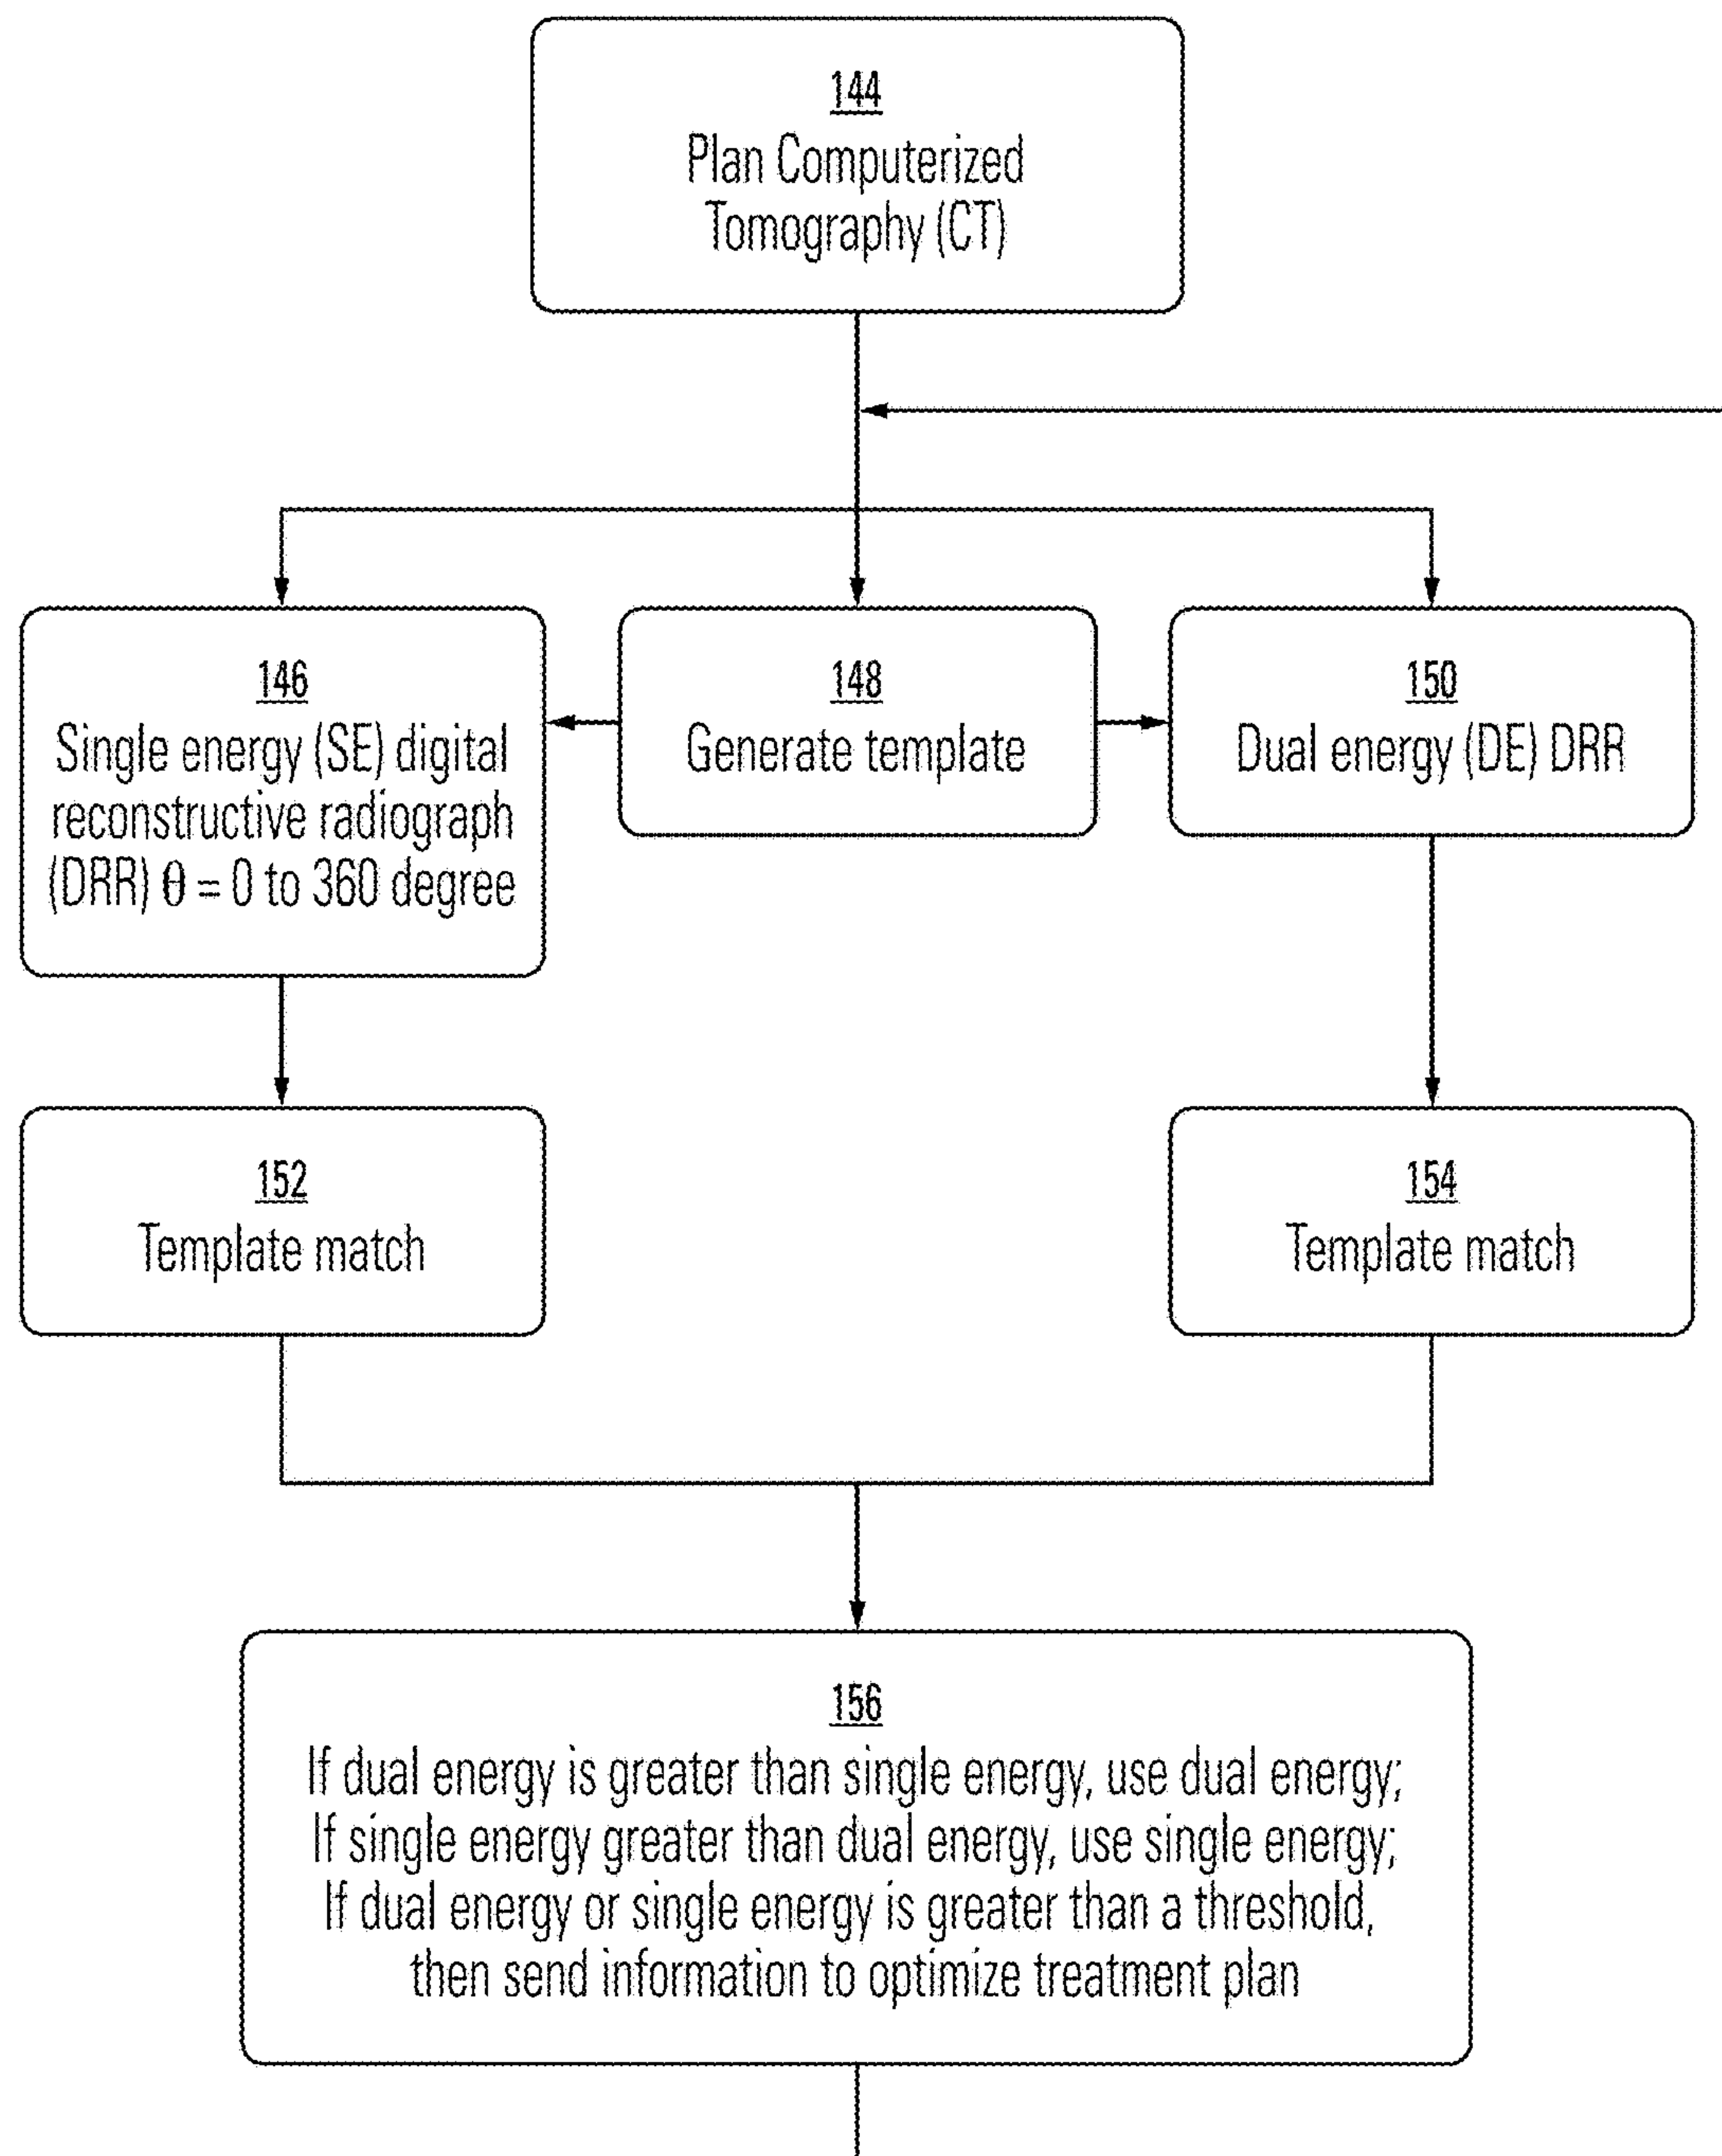 144
Plan Computerized
Tomography (CT)
146
Single energy (SE) digital
reconstructive radiograph
(DRR) θ = 0 to 360 degree
148
Generate template
150
Dual energy (DE) DRR
152
Template match
154
Template match
156
If dual energy is greater than single energy, use dual energy;
If single energy greater than dual energy, use single energy;
If dual energy or single energy is greater than a threshold,
then send information to optimize treatment plan